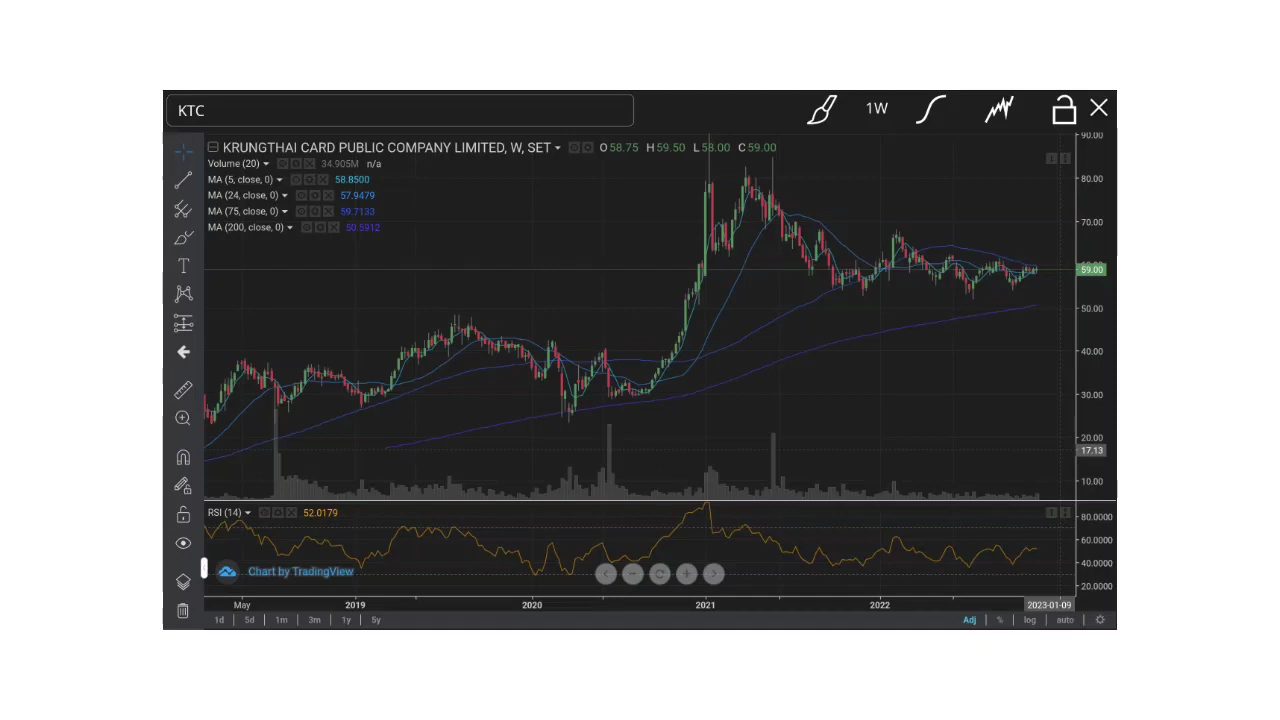 KTC
1W
KRUNGTHAI CARD PUBLIC COMPANY LIMITED, W, SET O 58.75 H 59.50 L 58.00 C 59.00
Volume (20) 34.905M n/a
MA (5, close, 0) 58.8500
MA (24, close, 0) 57.9479
MA (75, close, 0) 59.7133
MA (200, close, 0) 50.5912
90.00
80.00
70.00
59.00
50.00
40.00
30.00
20.00
17.13
10.00
RSI (14) 52.0179
80.0000
60.0000
40.0000
20.0000
Chart by TradingView
May 2019 2020 2021 2022 2023-01-09
1d 5d 1m 3m 1y 5y Adj % log auto